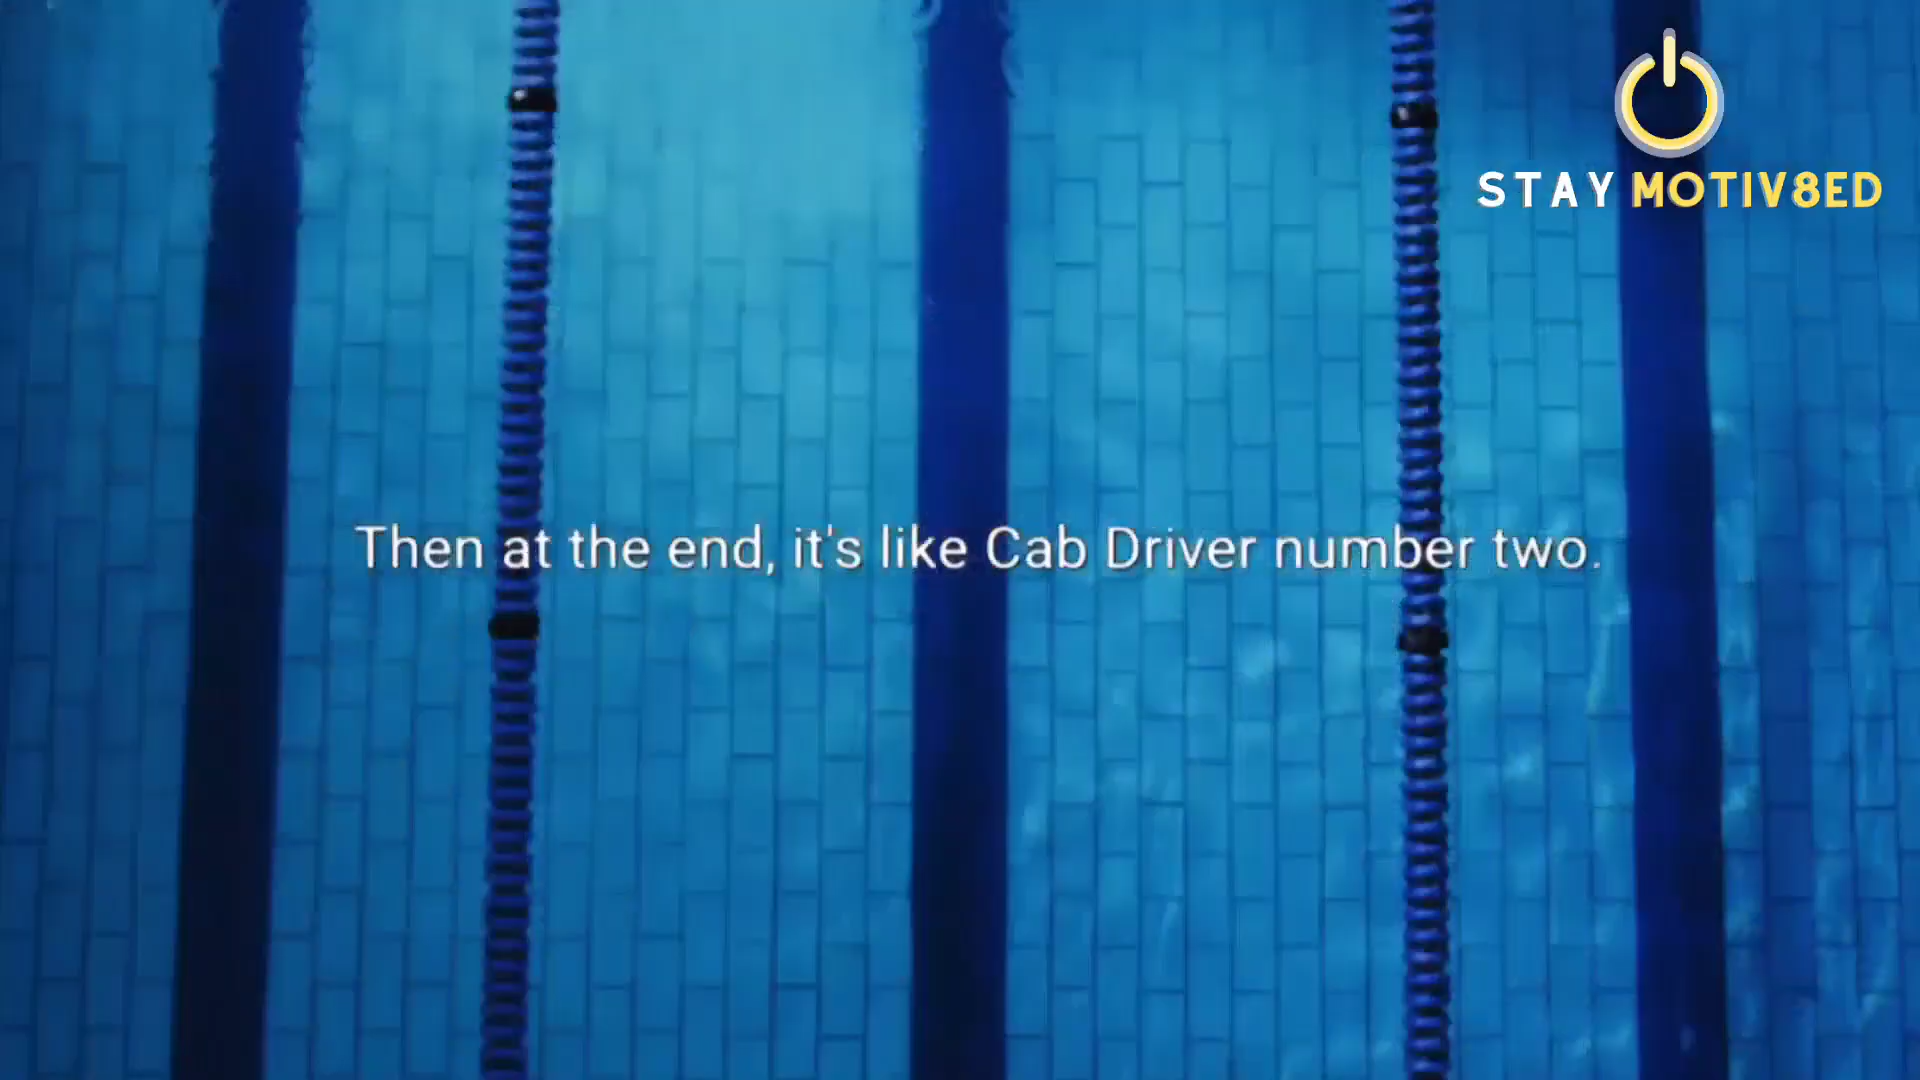 STAY MOTIV8ED
Then at the end, it's like Cab Driver number two.